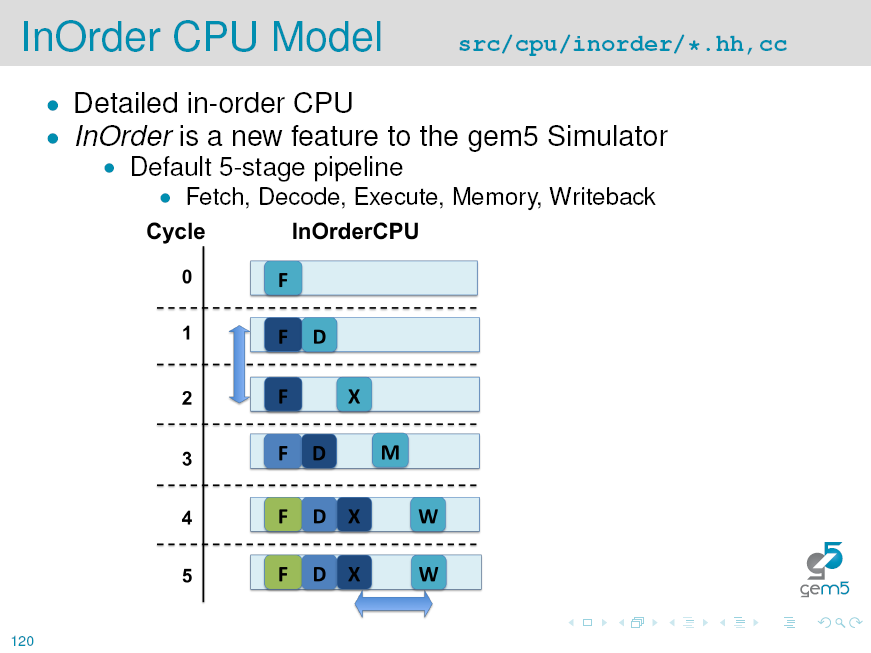 InOrder CPU Model src/cpu/inorder/*.hh,cc
• Detailed in-order CPU
• InOrder is a new feature to the gem5 Simulator
• Default 5-stage pipeline
• Fetch, Decode, Execute, Memory, Writeback
Cycle InOrderCPU
0 F
1 F D
2 F X
3 F D M
4 F D X W
5 F D X W
gem5
120